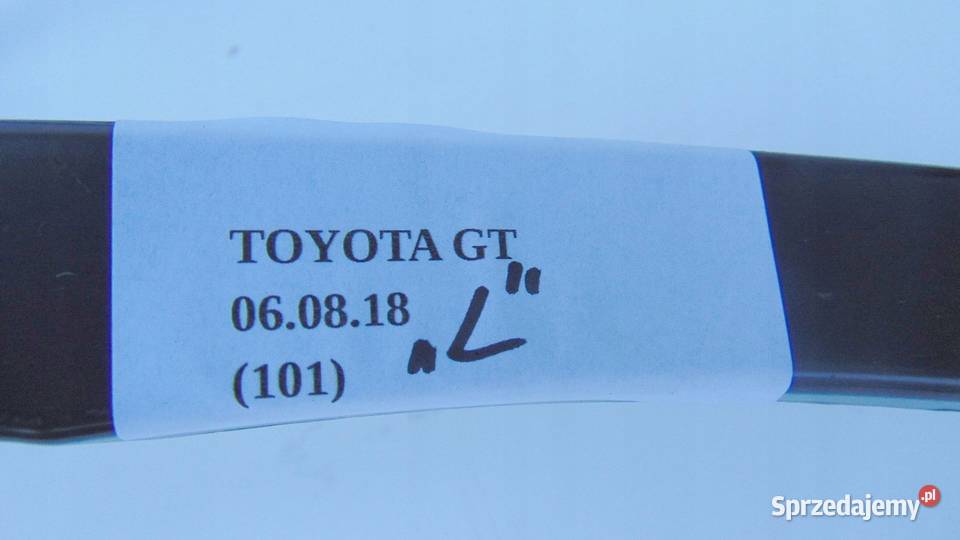 TOYOTA GT
06.08.18
„L"
(101)
Sprzedajemy.pl